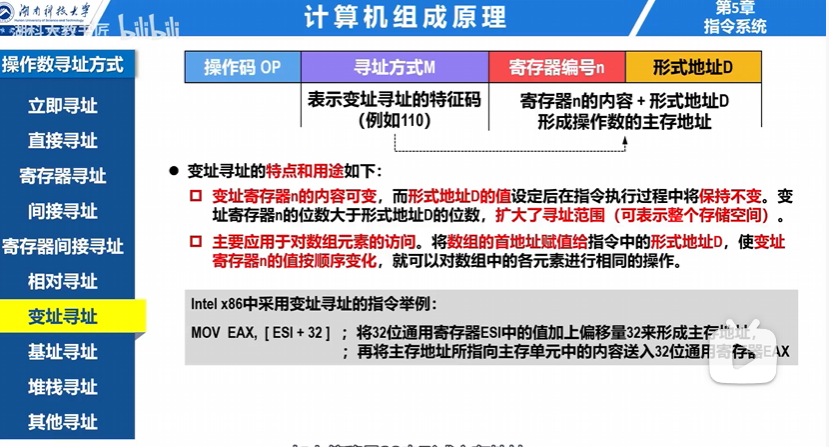 湖南科技大学
计算机组成原理
第5章
指令系统
bilibili
操作数寻址方式
立即寻址
直接寻址
寄存器寻址
间接寻址
寄存器间接寻址
相对寻址
变址寻址
基址寻址
堆栈寻址
其他寻址
操作码 OP
寻址方式M
寄存器编号n
形式地址D
表示变址寻址的特征码
（例如110）
寄存器n的内容 + 形式地址D
形成操作数的主存地址
● 变址寻址的特点和用途如下：
变址寄存器n的内容可变，而形式地址D的值设定后在指令执行过程中将保持不变。变
址寄存器n的位数大于形式地址D的位数，扩大了寻址范围（可表示整个存储空间）。
主要应用于对数组元素的访问。将数组的首地址赋值给指令中的形式地址D，使变址
寄存器n的值按顺序变化，就可以对数组中的各元素进行相同的操作。
Intel x86中采用变址寻址的指令举例：
MOV EAX, [ ESI + 32 ] ；将32位通用寄存器ESI中的值加上偏移量32来形成主存地址，
；再将主存地址所指向主存单元中的内容送入32位通用寄存器EAX